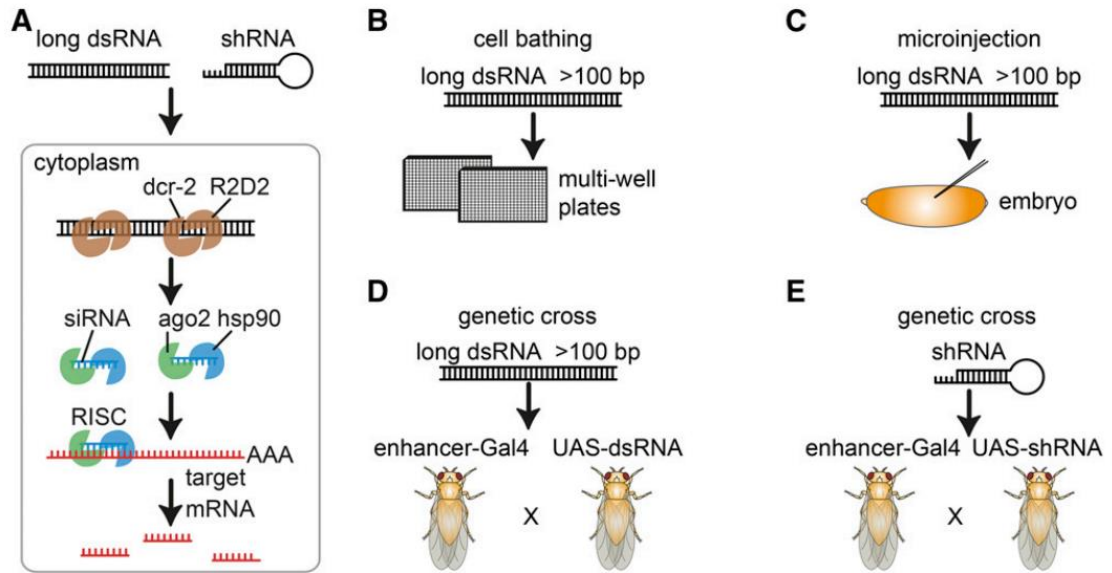 A
long dsRNA shRNA
cytoplasm
dcr-2 R2D2
siRNA ago2 hsp90
RISC
AAA
target
mRNA
B
cell bathing
long dsRNA >100 bp
multi-well
plates
C
microinjection
long dsRNA >100 bp
embryo
D
genetic cross
long dsRNA >100 bp
enhancer-Gal4 UAS-dsRNA
X
E
genetic cross
shRNA
enhancer-Gal4 UAS-shRNA
X